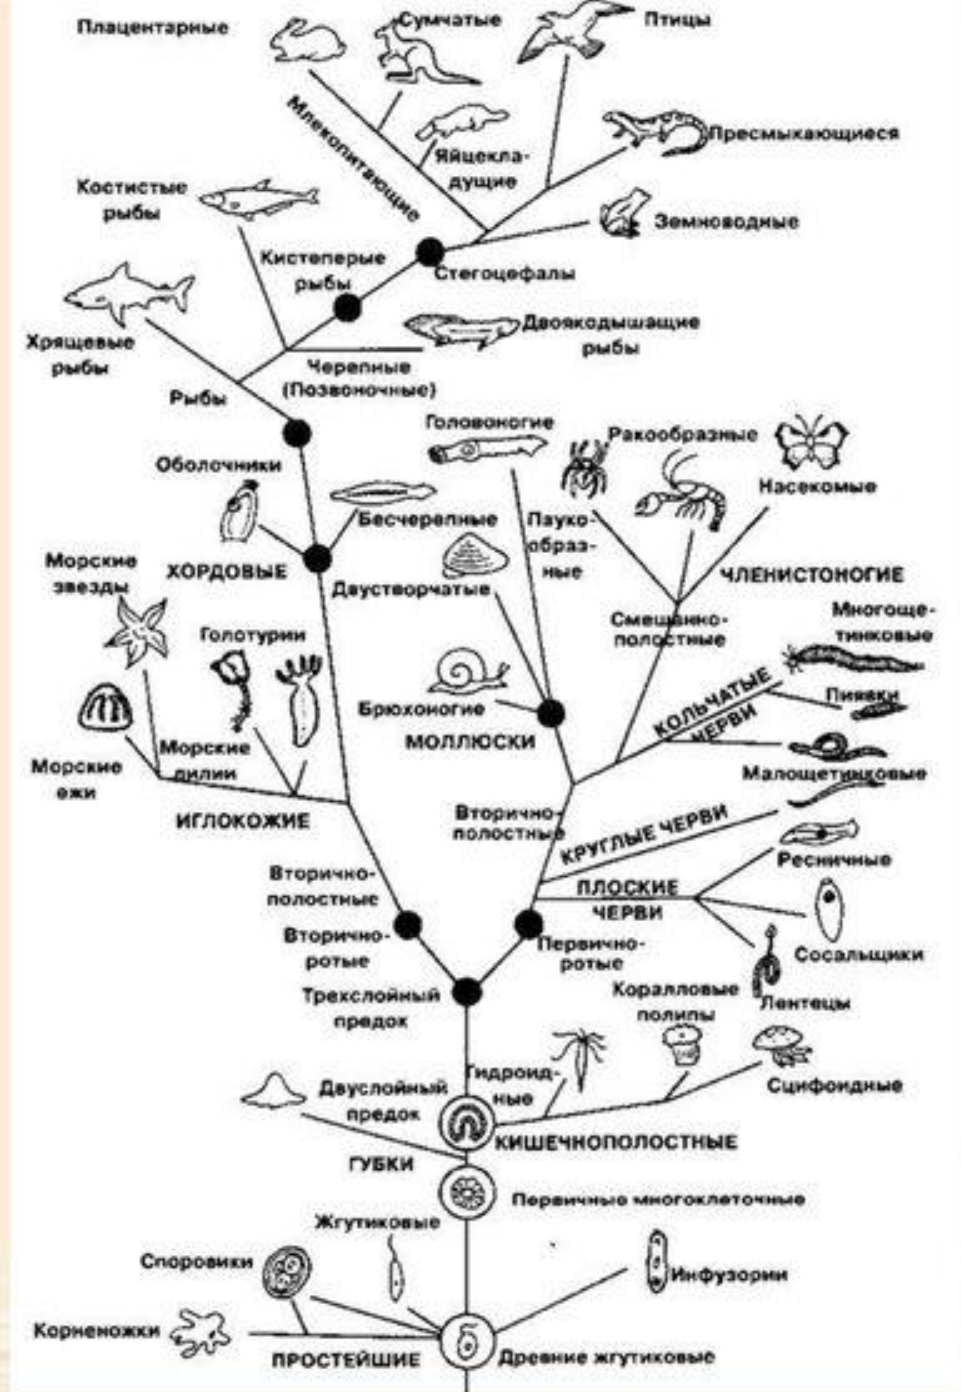 Плацентарные
Сумчатые
Птицы
Млекопитающие
Яйцекла-
дущие
Пресмыкающиеся
Костистые
рыбы
Земноводные
Кистеперые
рыбы
Стегоцефалы
Хрящевые
рыбы
Двоякодышащие
рыбы
Черепные
(Позвоночные)
Рыбы
Головоногие
Ракообразные
Оболочники
Насекомые
Бесчерепные
Пауко-
образ-
ные
Морские
звезды
ХОРДОВЫЕ
Двустворчатые
ЧЛЕНИСТОНОГИЕ
Голотурии
Смешанно-
полостные
Многоще-
тинковые
КОЛЬЧАТЫЕ
ЧЕРВИ
Пиявки
Брюхоногие
МОЛЛЮСКИ
Морские
ежи
Морские
лилии
Малощетинковые
ИГЛОКОЖИЕ
Вторично-
полостные
КРУГЛЫЕ ЧЕРВИ
Ресничные
Вторично-
полостные
ПЛОСКИЕ
ЧЕРВИ
Вторично-
ротые
Первично-
ротые
Сосальщики
Трехслойный
предок
Коралловые
полипы
Лентецы
Двуслойный
предок
Гидроид-
ные
Сцифоидные
КИШЕЧНОПОЛОСТНЫЕ
ГУБКИ
Первичные многоклеточные
Жгутиковые
Споровики
Инфузории
Корненожки
ПРОСТЕЙШИЕ
Древние жгутиковые